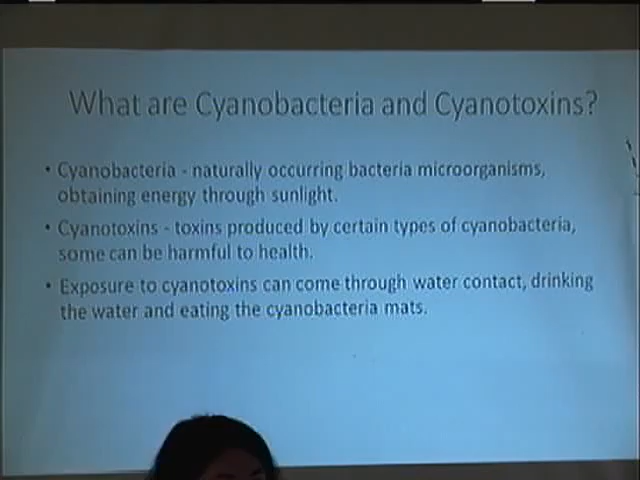 What are Cyanobacteria and Cyanotoxins?
• Cyanobacteria - naturally occurring bacteria microorganisms,
obtaining energy through sunlight.
• Cyanotoxins - toxins produced by certain types of cyanobacteria,
some can be harmful to health.
• Exposure to cyanotoxins can come through water contact, drinking
the water and eating the cyanobacteria mats.